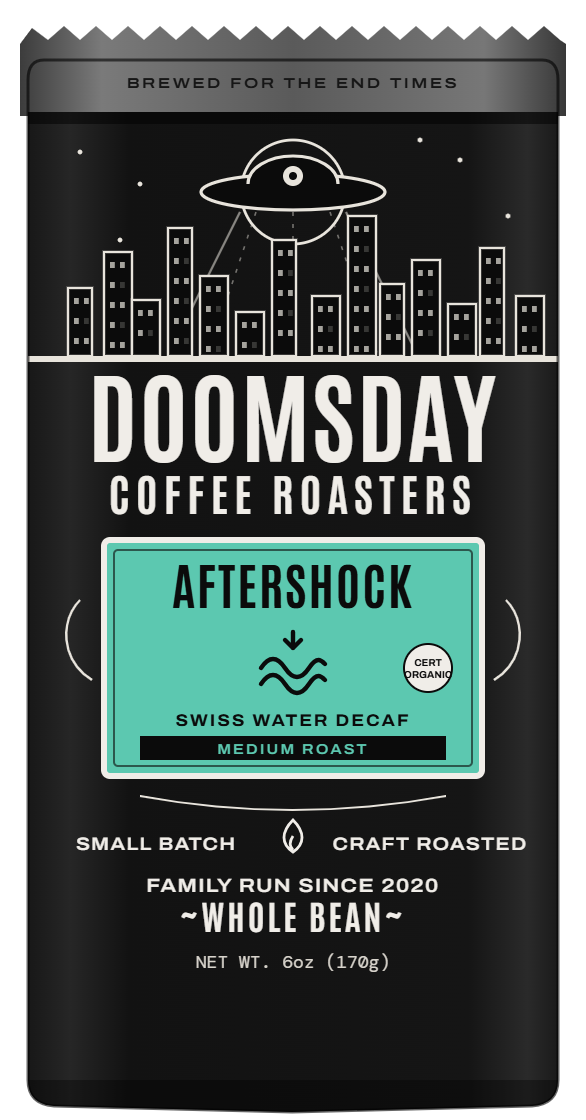 BREWED FOR THE END TIMES
DOOMSDAY
COFFEE ROASTERS
AFTERSHOCK
CERT
ORGANIC
SWISS WATER DECAF
MEDIUM ROAST
SMALL BATCH
CRAFT ROASTED
FAMILY RUN SINCE 2020
~WHOLE BEAN~
NET WT. 6oz (170g)